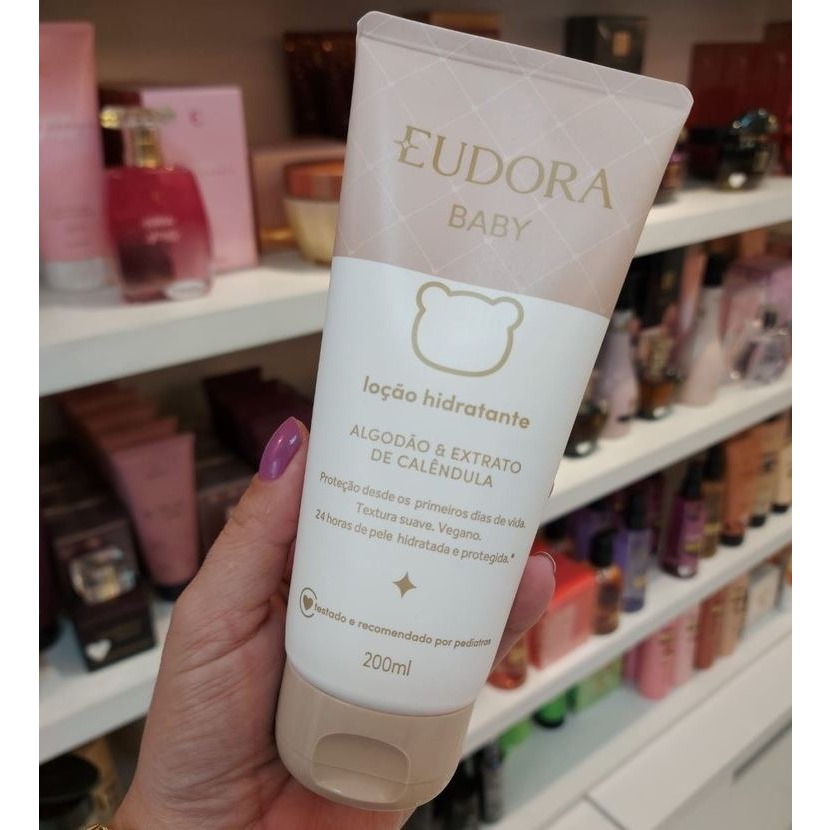 EUDORA
BABY
loção hidratante
ALGODÃO & EXTRATO
DE CALÊNDULA
Proteção desde os primeiros dias de vida.
Textura suave. Vegano.
24 horas de pele hidratada e protegida.*
testado e recomendado por pediatras
200ml